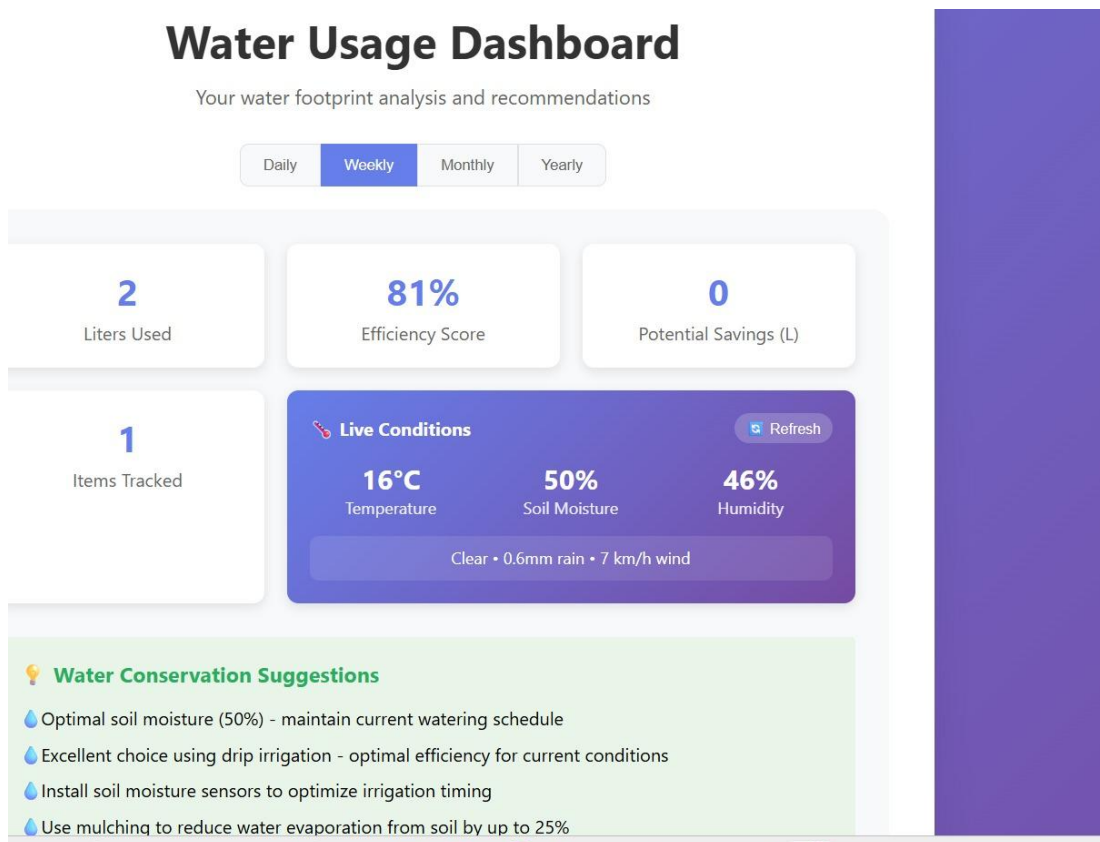 Water Usage Dashboard
Your water footprint analysis and recommendations
Daily Weekly Monthly Yearly
2
Liters Used
81%
Efficiency Score
0
Potential Savings (L)
1
Items Tracked
Live Conditions
Refresh
16°C
Temperature
50%
Soil Moisture
46%
Humidity
Clear • 0.6mm rain • 7 km/h wind
Water Conservation Suggestions
Optimal soil moisture (50%) - maintain current watering schedule
Excellent choice using drip irrigation - optimal efficiency for current conditions
Install soil moisture sensors to optimize irrigation timing
Use mulching to reduce water evaporation from soil by up to 25%